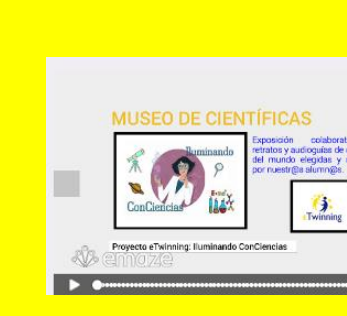 MUSEO DE CIENTÍFICAS
Iluminando
ConCiencias
Exposición colaborat
retratos y audioguías de
del mundo elegidas y
por nuestr@s alumn@s.
eTwinning
Proyecto eTwinning: Iluminando ConCiencias
emaze